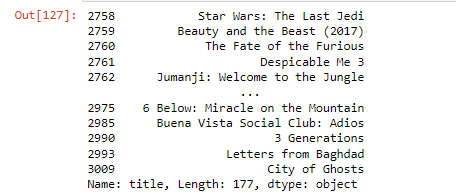 Out[127]: 2758 Star Wars: The Last Jedi
2759 Beauty and the Beast (2017)
2760 The Fate of the Furious
2761 Despicable Me 3
2762 Jumanji: Welcome to the Jungle
...
2975 6 Below: Miracle on the Mountain
2985 Buena Vista Social Club: Adios
2990 3 Generations
2993 Letters from Baghdad
3009 City of Ghosts
Name: title, Length: 177, dtype: object